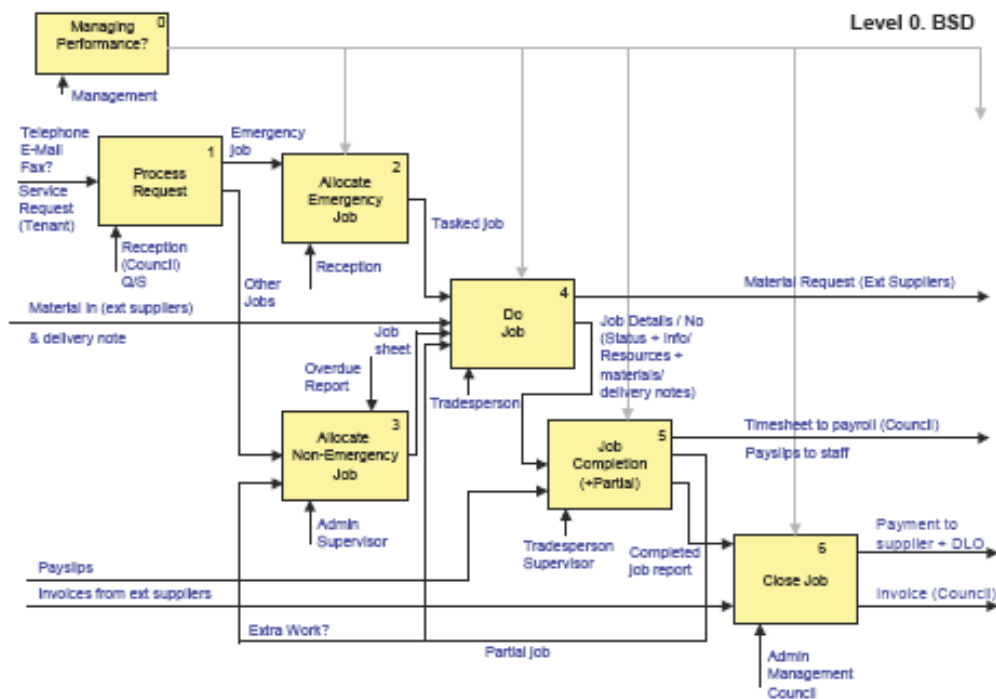 Level 0. BSD
0
Managing
Performance?
Management
Telephone
E-Mail
Fax?
Service
Request
(Tenant)
1
Process
Request
Reception
(Council)
Q/S
Emergency
job
2
Allocate
Emergency
Job
Reception
Tasked job
Other
Jobs
Material in (ext suppliers)
& delivery note
Job
sheet
Overdue
Report
3
Allocate
Non-Emergency
Job
Admin
Supervisor
4
Do
Job
Tradesperson
Material Request (Ext Suppliers)
Job Details / No
(Status + Info/
Resources +
materials/
delivery notes)
5
Job
Completion
(+Partial)
Tradesperson
Supervisor
Timesheet to payroll (Council)
Payslips to staff
Completed
job report
6
Close Job
Payment to
supplier + DLO
Invoice (Council)
Admin
Management
Council
Payslips
Invoices from ext suppliers
Extra Work?
Partial job